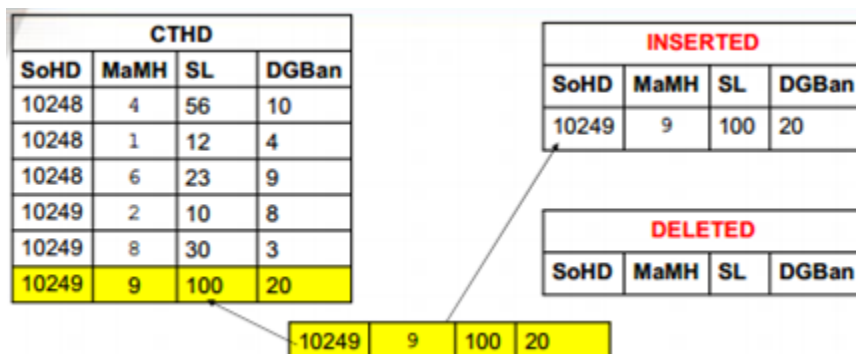 CTHD
SoHD MaMH SL DGBan
10248 4 56 10
10248 1 12 4
10248 6 23 9
10249 2 10 8
10249 8 30 3
10249 9 100 20
INSERTED
SoHD MaMH SL DGBan
10249 9 100 20
DELETED
SoHD MaMH SL DGBan
10249 9 100 20